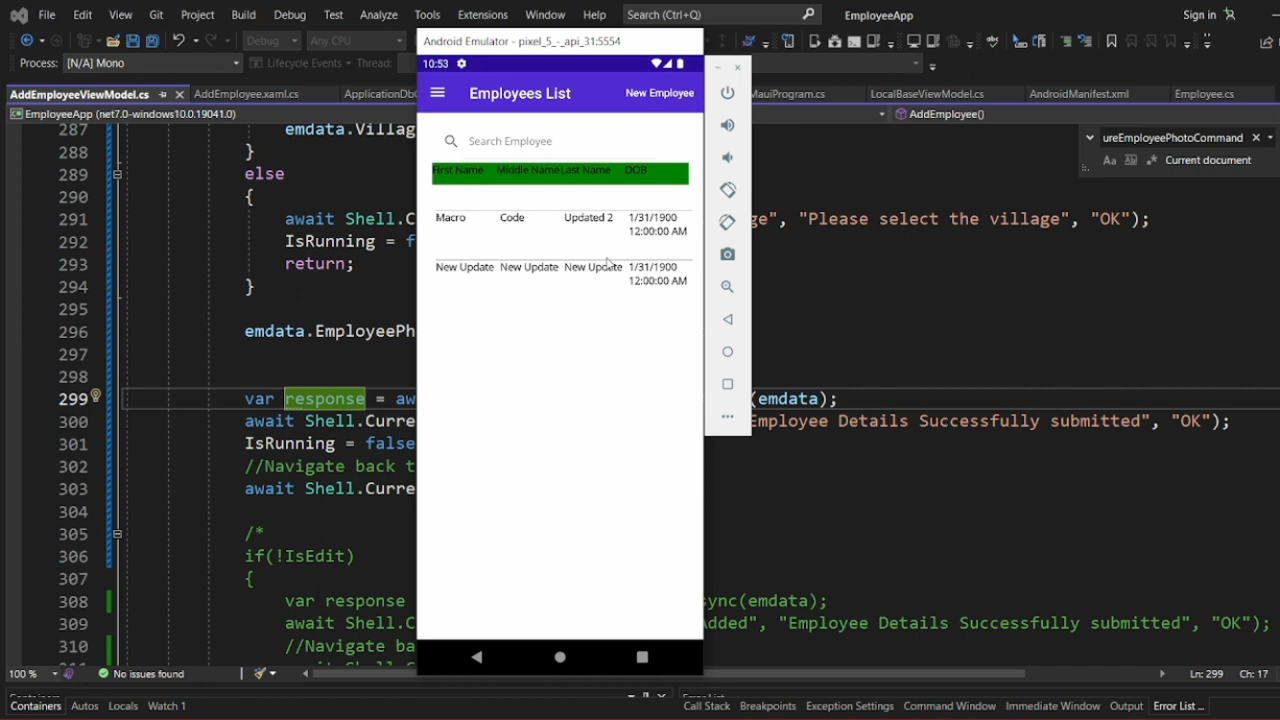 File Edit View Git Project Build Debug Test Analyze Tools Extensions Window Help Search (Ctrl+Q) EmployeeApp Sign in
Debug Any CPU
Process: [N/A] Mono Lifecycle Events Thread:
AddEmployeeViewModel.cs AddEmployee.xaml.cs ApplicationDbC MauiProgram.cs LocalBaseViewModel.cs AndroidManifest.xml Employee.cs
EmployeeApp (net7.0-windows10.0.19041.0) AddEmployee()
ureEmployeePhotoCommand
Aa Current document
287 emdata.Villag
288 }
289 else
290 {
291 await Shell.C ge", "Please select the village", "OK");
292 IsRunning = f
293 return;
294 }
295
296 emdata.EmployeePh
297
298
299 var response = aw (emdata);
300 await Shell.Curre Employee Details Successfully submitted", "OK");
301 IsRunning = false
302 //Navigate back t
303 await Shell.Curre
304
305 /*
306 if(!IsEdit)
307 {
308 var response sync(emdata);
309 await Shell.C Added", "Employee Details Successfully submitted", "OK");
310 //Navigate ba
Android Emulator - pixel_5_-_api_31:5554
10:53
Employees List New Employee
Search Employee
First Name Middle Name Last Name DOB
Macro Code Updated 2 1/31/1900
12:00:00 AM
New Update New Update New Update 1/31/1900
12:00:00 AM
100 % No issues found Ln: 299 Ch: 17
Containers Autos Locals Watch 1 Call Stack Breakpoints Exception Settings Command Window Immediate Window Output Error List ...